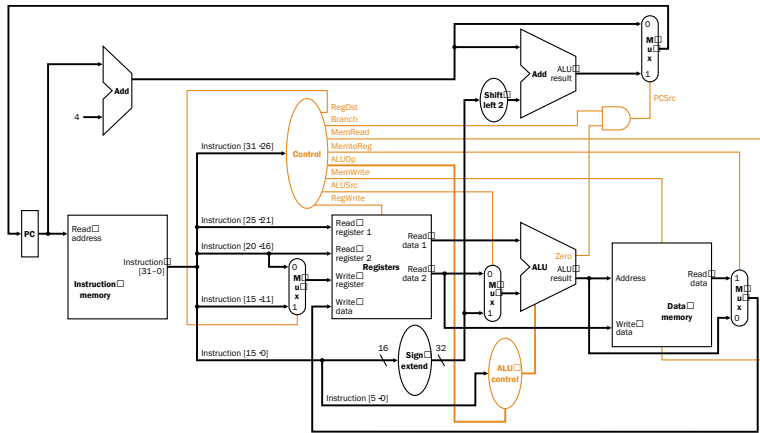 0
M
u
x
1
Add
ALU
result
Add
Shift
left 2
4
PCSrc
RegDst
Branch
MemRead
MemtoReg
ALUOp
MemWrite
ALUSrc
RegWrite
Control
Instruction [31-26]
Instruction [25-21]
Instruction [20-16]
Instruction [15-11]
Instruction [15-0]
Instruction [5-0]
PC
Read
address
Instruction
[31-0]
Instruction
memory
0
M
u
x
1
Read
register 1
Read
register 2
Write
register
Write
data
Registers
Read
data 1
Read
data 2
0
M
u
x
1
Zero
ALU
ALU
result
Address
Read
data
Data
memory
Write
data
1
M
u
x
0
16
Sign
extend
32
ALU
control